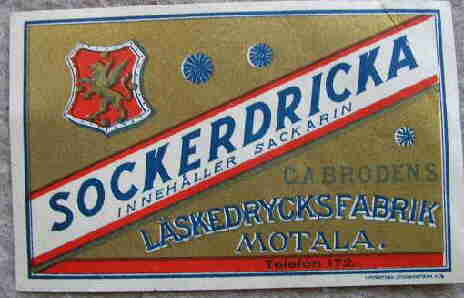 SOCKERDRICKA
INNEHÅLLER SACKARIN
C.A BRODENS
LÄSKEDRYCKSFABRIK
MOTALA.
Telefon 172.